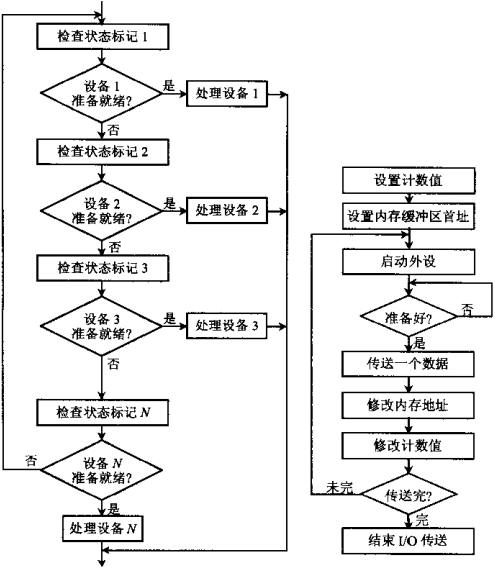 检查状态标记 1
设备 1
准备就绪?
是
处理设备 1
否
检查状态标记 2
设备 2
准备就绪?
是
处理设备 2
否
检查状态标记 3
设备 3
准备就绪?
是
处理设备 3
否
检查状态标记 N
设备 N
准备就绪?
否
是
处理设备 N
设置计数值
设置内存缓冲区首址
启动外设
准备好?
否
是
传送一个数据
修改内存地址
修改计数值
未完
传送完?
完
结束 I/O 传送